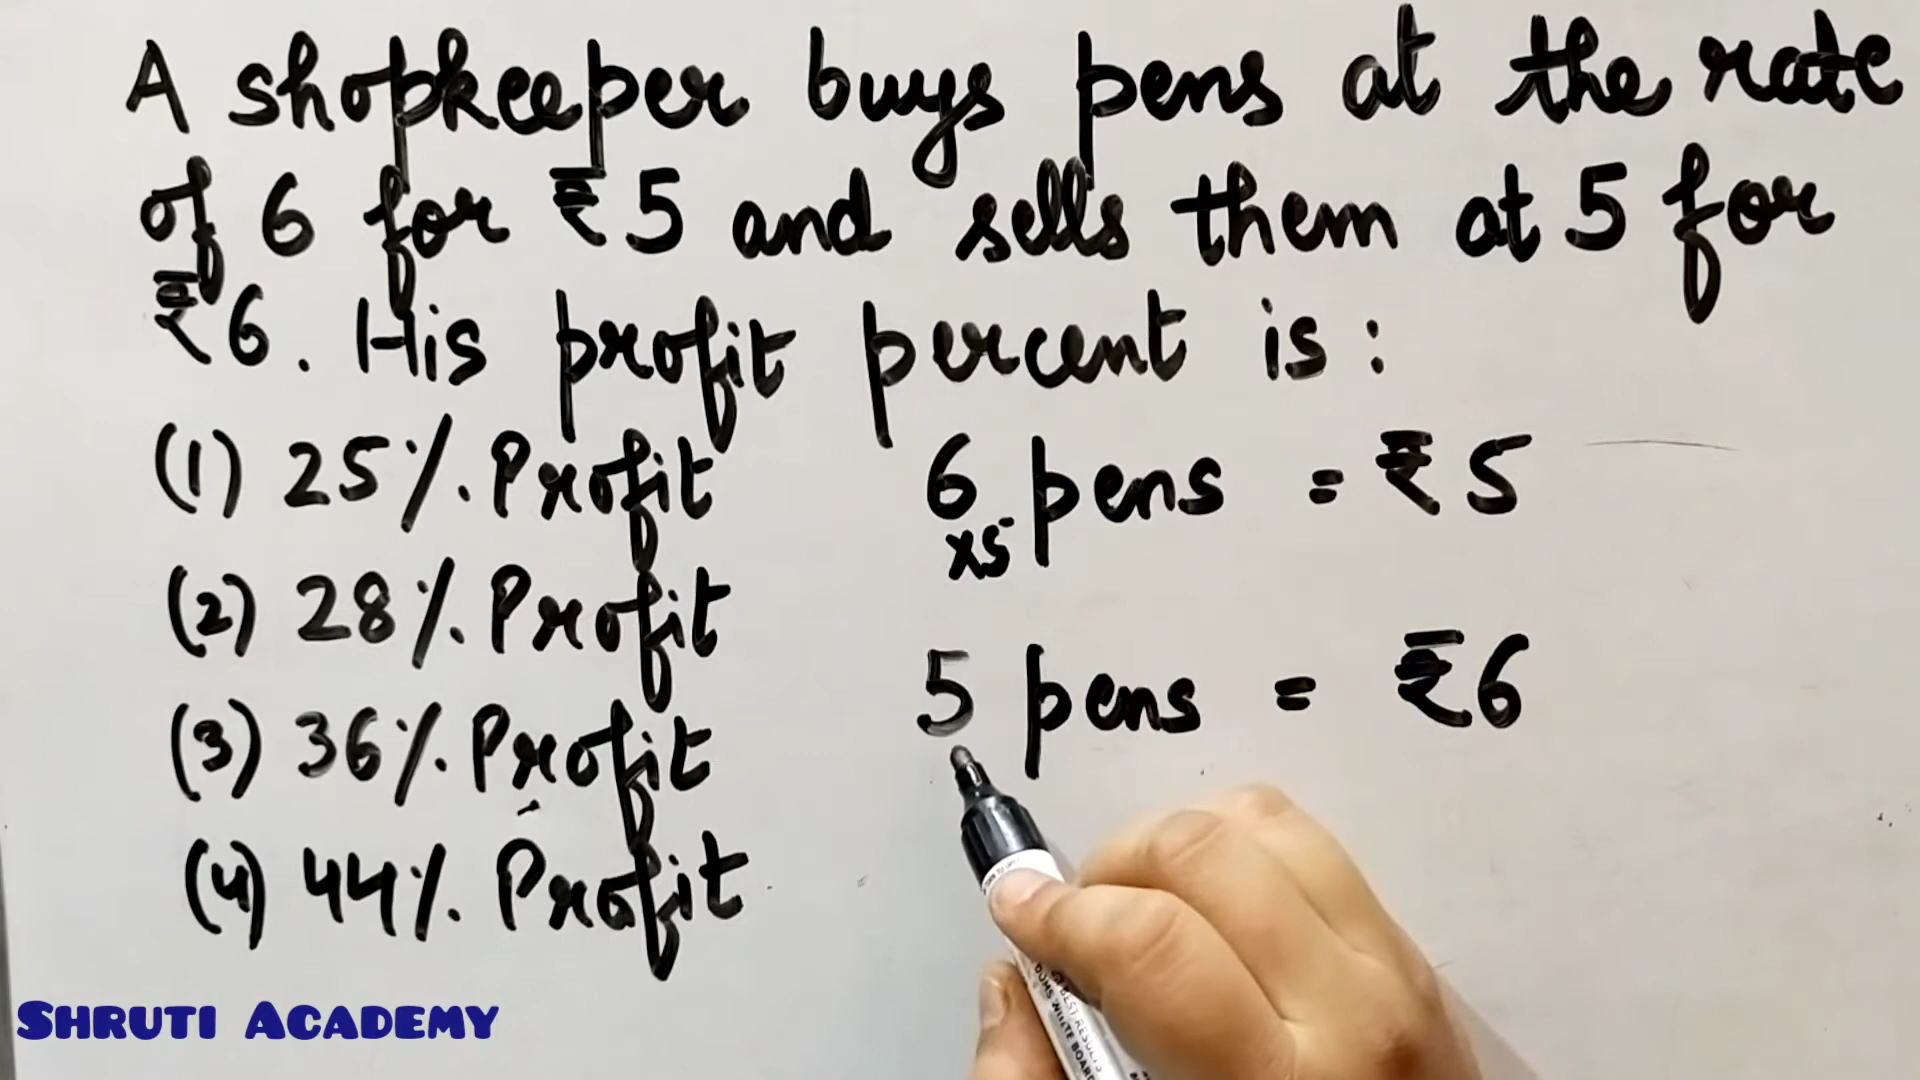 A shopkeeper buys pens at the rate
of 6 for ₹5 and sells them at 5 for
₹6. His profit percent is:
(1) 25% Profit
(2) 28% Profit
(3) 36% Profit
(4) 44% Profit
6 pens = ₹5
x5
5 pens = ₹6
SHRUTI ACADEMY